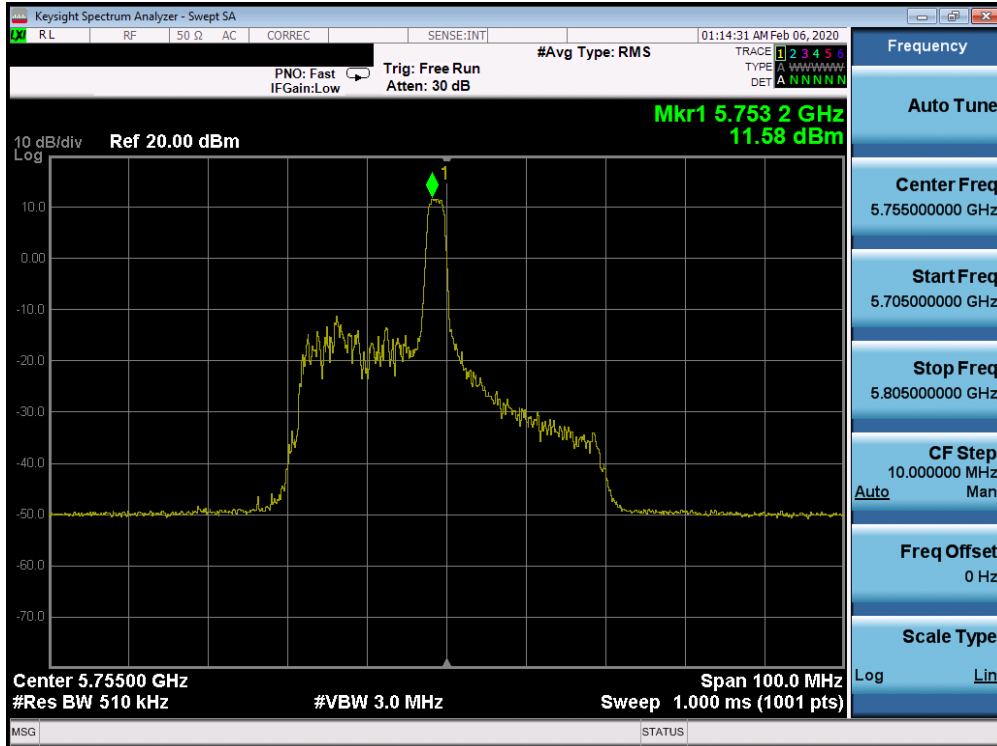 Keysight Spectrum Analyzer - Swept SA
LXI RL RF 50 Ω AC CORREC SENSE:INT 01:14:31 AM Feb 06, 2020
#Avg Type: RMS
TRACE 1 2 3 4 5 6
PNO: Fast Trig: Free Run
TYPE A WWWWW
IFGain:Low Atten: 30 dB
DET A N N N N N
Mkr1 5.753 2 GHz
11.58 dBm
10 dB/div Ref 20.00 dBm
Log
1
10.0
0.00
-10.0
-20.0
-30.0
-40.0
-50.0
-60.0
-70.0
Center 5.75500 GHz Span 100.0 MHz
#Res BW 510 kHz #VBW 3.0 MHz Sweep 1.000 ms (1001 pts)
MSG STATUS
Frequency
Auto Tune
Center Freq
5.755000000 GHz
Start Freq
5.705000000 GHz
Stop Freq
5.805000000 GHz
CF Step
10.000000 MHz
Auto Man
Freq Offset
0 Hz
Scale Type
Log Lin